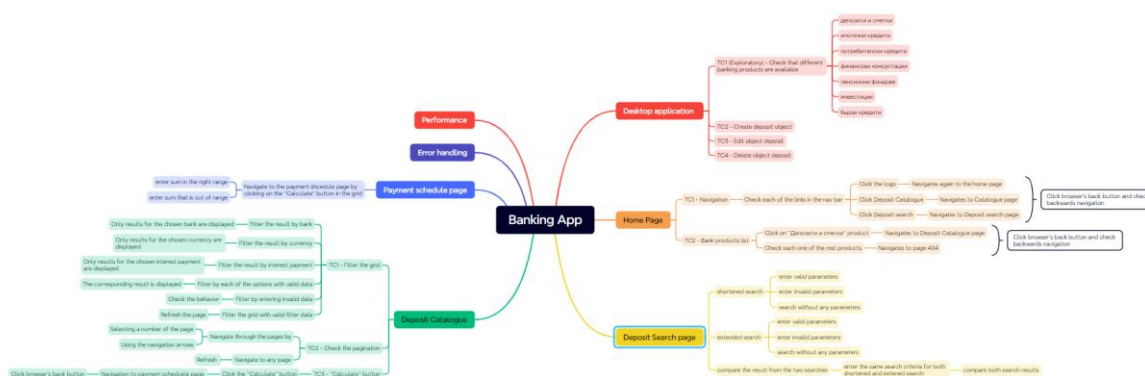 Banking App
Performance
Error handling
Payment schedule page
Navigate to the payment shcedule page by
clicking on the "Calculate" button in the grid
enter sum in the right range
enter sum that is out of range
Deposit Catalogue
TC1 - Filter the grid
Filter the result by bank
Only results for the chosen bank are displayed
Filter the result by currency
Only results for the chosen currency are
displayed
Filter the result by interest payment
Only results for the chosen interest payment
are displayed
Filter by each of the options with valid data
The corresponding result is displayed
Filter by entering invalid data
Check the behavior
Filter the grid with valid filter data
Refresh the page
TC2 - Check the pagination
Navigate through the pages by
Selecting a number of the page
Using the navigation arrows
Navigate to any page
Refresh
TC3 - "Calculate" button
Click the "Calculate" button
Navigation to payment schedule page
Click browser's back button
Desktop application
TC1 (Exploratory) - Check that different
banking products are available
депозити и сметки
ипотечни кредити
потребителски кредити
финансови консултации
пенсионни фондове
инвестиции
бързи кредити
TC2 - Create deposit object
TC3 - Edit object deposit
TC4 - Delete object deposit
Home Page
TC1 - Navigation
Check each of the links in the nav bar
Click the logo
Navigates again to the home page
Click Deposit Catalogue
Navigates to Catalogue page
Click Deposit search
Navigates to Deposit search page
Click browser's back button and check
backwards navigation
TC2 - Bank products list
Click on "Депозити и сметки" product
Navigates to Deposit Catalogue page
Check each one of the real products
Navigates to page 404
Click browser's back button and check
backwards navigation
Deposit Search page
shortened search
enter valid parameters
enter invalid parameters
search without any parameters
extended search
enter valid parameters
enter invalid parameters
search without any parameters
compare the result from the two searches
enter the same search criteria for both
shortened and extened search
compare both search results